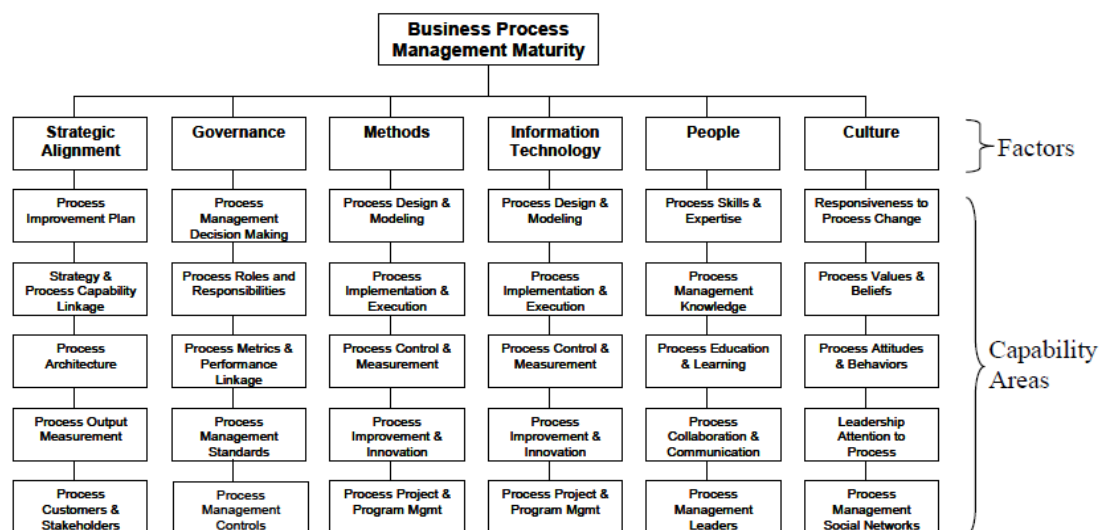 Business Process
Management Maturity
Strategic
Alignment
Governance
Methods
Information
Technology
People
Culture
Factors
Process
Improvement Plan
Process
Management
Decision Making
Process Design &
Modeling
Process Design &
Modeling
Process Skills &
Expertise
Responsiveness to
Process Change
Strategy &
Process Capability
Linkage
Process Roles and
Responsibilities
Process
Implementation &
Execution
Process
Implementation &
Execution
Process
Management
Knowledge
Process Values &
Beliefs
Process
Architecture
Process Metrics &
Performance
Linkage
Process Control &
Measurement
Process Control &
Measurement
Process Education
& Learning
Process Attitudes
& Behaviors
Capability
Areas
Process Output
Measurement
Process
Management
Standards
Process
Improvement &
Innovation
Process
Improvement &
Innovation
Process
Collaboration &
Communication
Leadership
Attention to
Process
Process
Customers &
Stakeholders
Process
Management
Controls
Process Project &
Program Mgmt
Process Project &
Program Mgmt
Process
Management
Leaders
Process
Management
Social Networks